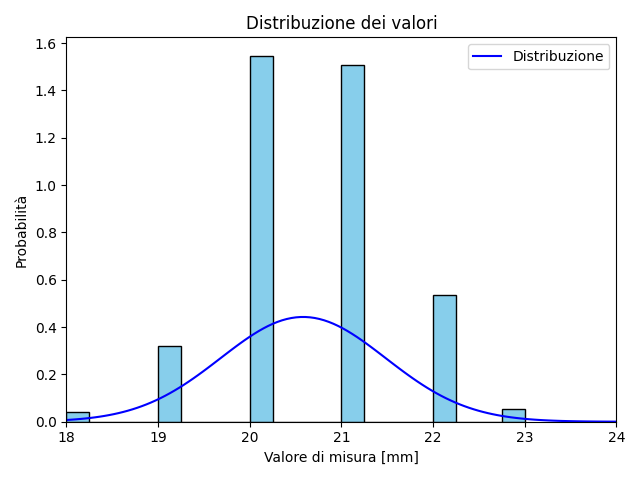 Distribuzione dei valori
Distribuzione
1.6
1.4
1.2
1.0
0.8
0.6
0.4
0.2
0.0
Probabilità
18 19 20 21 22 23 24
Valore di misura [mm]